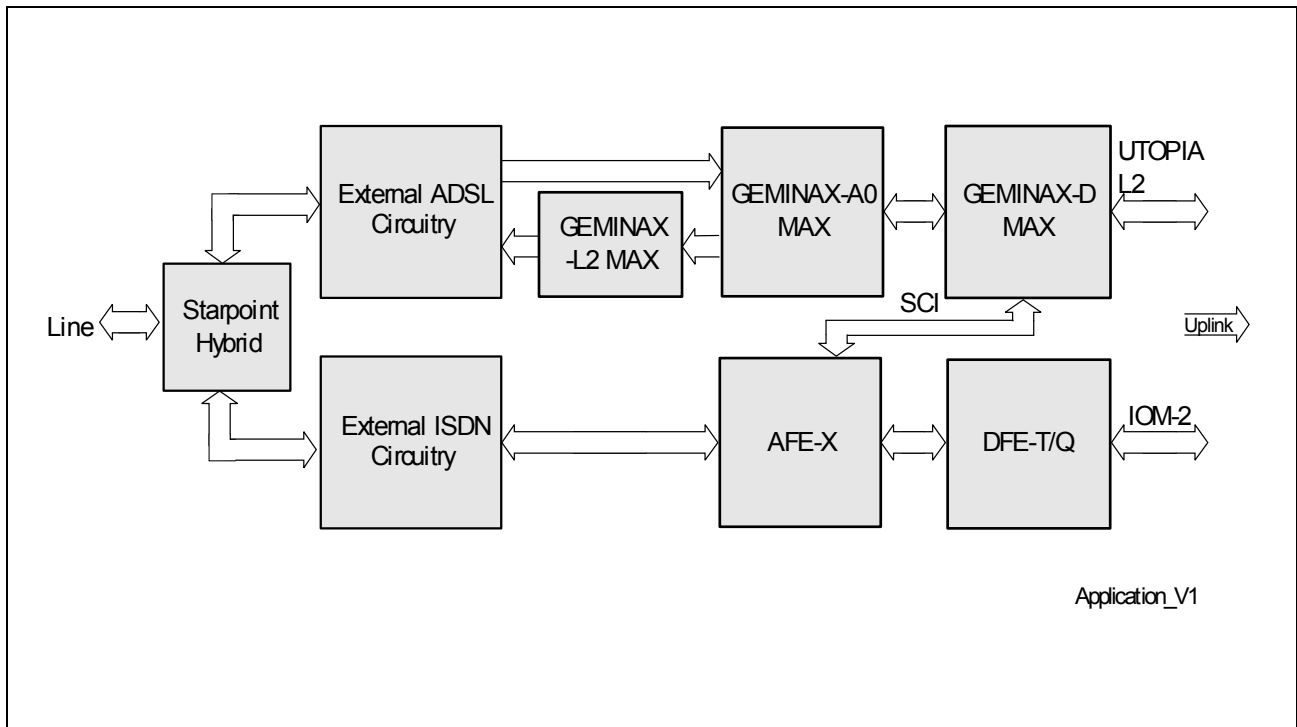 External ADSL
Circuitry
GEMINAX
-L2 MAX
GEMINAX-A0
MAX
GEMINAX-D
MAX
UTOPIA
L2
Line
Starpoint
Hybrid
SCI
Uplink
External ISDN
Circuitry
AFE-X
DFE-T/Q
IOM-2
Application_V1